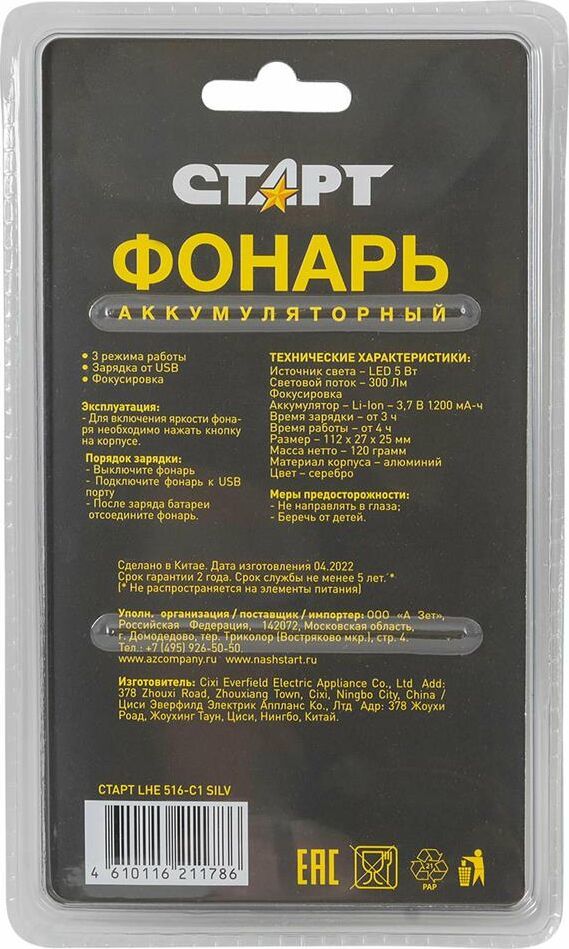 СТАРТ
ФОНАРЬ
АККУМУЛЯТОРНЫЙ
• 3 режима работы
• Зарядка от USB
• Фокусировка
Эксплуатация:
- Для включения яркости фона-
ря необходимо нажать кнопку
на корпусе.
Порядок зарядки:
- Выключите фонарь
- Подключите фонарь к USB
порту
- После заряда батареи
отсоедините фонарь.
ТЕХНИЧЕСКИЕ ХАРАКТЕРИСТИКИ:
Источник света – LED 5 Вт
Световой поток – 300 Лм
Фокусировка
Аккумулятор – Li-Ion – 3,7 В 1200 мА-ч
Время зарядки – от 3 ч
Время работы – от 4 ч
Размер – 112 x 27 x 25 мм
Масса нетто – 120 грамм
Материал корпуса – алюминий
Цвет – серебро
Меры предосторожности:
- Не направлять в глаза;
- Беречь от детей.
Сделано в Китае. Дата изготовления 04.2022
Срок гарантии 2 года. Срок службы не менее 5 лет.*
(* Не распространяется на элементы питания)
Уполн. организация / поставщик / импортер: ООО «А Зет»,
Российская Федерация, 142072, Московская область,
г. Домодедово, тер. Триколор (Востряково мкр.), стр. 4.
Тел.: +7 (495) 926-50-50.
www.azcompany.ru www.nashstart.ru
Изготовитель: Cixi Everfield Electric Appliance Co., Ltd Add:
378 Zhouxi Road, Zhouxiang Town, Cixi, Ningbo City, China /
Циси Эверфилд Электрик Аппланс Ко., Лтд Адр: 378 Жоухи
Роад, Жоухинг Таун, Циси, Нингбо, Китай.
СТАРТ LHE 516-C1 SILV
4 610116 211786
EAC
21
PAP